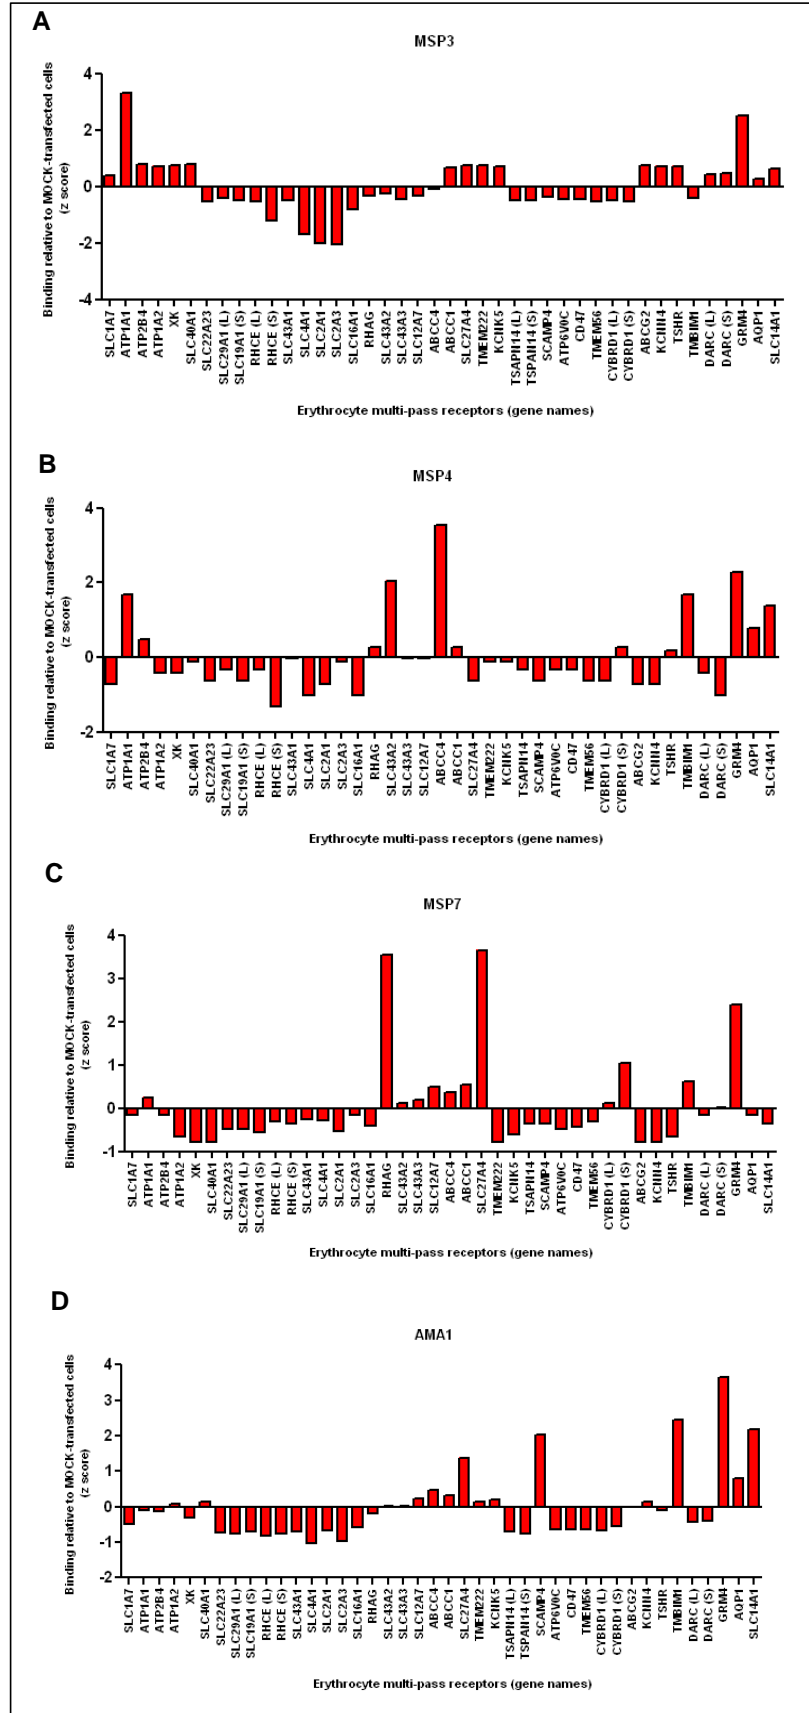 A
MSP3
Binding relative to MOCK-transfected cells
(z score)
4
2
0
-2
-4
SLC1A7
ATP1A1
ATP2B4
ATP1A2
XK
SLC40A1
SLC22A23
SLC29A1 (L)
SLC19A1 (S)
RHCE (L)
RHCE (S)
SLC43A1
SLC4A1
SLC2A1
SLC2A3
SLC16A1
RHAG
SLC43A2
SLC43A3
SLC12A7
ABCC4
ABCC1
SLC27A4
TMEM222
KCNK5
TSAPN14 (L)
TSPAN14 (S)
SCAMP4
ATP6V0C
CD47
TMEM56
CYBRD1 (L)
CYBRD1 (S)
ABCG2
KCNN4
TSHR
TMBIM1
DARC (L)
DARC (S)
GRM4
AQP1
SLC14A1
Erythrocyte multi-pass receptors (gene names)
B
MSP4
Binding relative to MOCK-transfected cells
(z score)
4
2
0
-2
SLC1A7
ATP1A1
ATP2B4
ATP1A2
XK
SLC40A1
SLC22A23
SLC29A1 (L)
SLC19A1 (S)
RHCE (L)
RHCE (S)
SLC43A1
SLC4A1
SLC2A1
SLC2A3
SLC16A1
RHAG
SLC43A2
SLC43A3
SLC12A7
ABCC4
ABCC1
SLC27A4
TMEM222
KCNK5
TSAPN14
SCAMP4
ATP6V0C
CD47
TMEM56
CYBRD1 (L)
CYBRD1 (S)
ABCG2
KCNN4
TSHR
TMBIM1
DARC (L)
DARC (S)
GRM4
AQP1
SLC14A1
Erythrocyte multi-pass receptors (gene names)
C
MSP7
Binding relative to MOCK-transfected cells
(z score)
4
3
2
1
0
-1
SLC1A7
ATP1A1
ATP2B4
ATP1A2
XK
SLC40A1
SLC22A23
SLC29A1 (L)
SLC19A1 (S)
RHCE (L)
RHCE (S)
SLC43A1
SLC4A1
SLC2A1
SLC2A3
SLC16A1
RHAG
SLC43A2
SLC43A3
SLC12A7
ABCC4
ABCC1
SLC27A4
TMEM222
KCNK5
TSAPN14
SCAMP4
ATP6V0C
CD47
TMEM56
CYBRD1 (L)
CYBRD1 (S)
ABCG2
KCNN4
TSHR
TMBIM1
DARC (L)
DARC (S)
GRM4
AQP1
SLC14A1
Erythrocyte multi-pass receptors (gene names)
D
AMA1
Binding relative to MOCK-transfected cells
(z score)
4
3
2
1
0
-1
-2
SLC1A7
ATP1A1
ATP2B4
ATP1A2
XK
SLC40A1
SLC22A23
SLC29A1 (L)
SLC19A1 (S)
RHCE (L)
RHCE (S)
SLC43A1
SLC4A1
SLC2A1
SLC2A3
SLC16A1
RHAG
SLC43A2
SLC43A3
SLC12A7
ABCC4
ABCC1
SLC27A4
TMEM222
KCNK5
TSAPN14 (L)
TSPAN14 (S)
SCAMP4
ATP6V0C
CD47
TMEM56
CYBRD1 (L)
CYBRD1 (S)
ABCG2
KCNN4
TSHR
TMBIM1
DARC (L)
DARC (S)
GRM4
AQP1
SLC14A1
Erythrocyte multi-pass receptors (gene names)